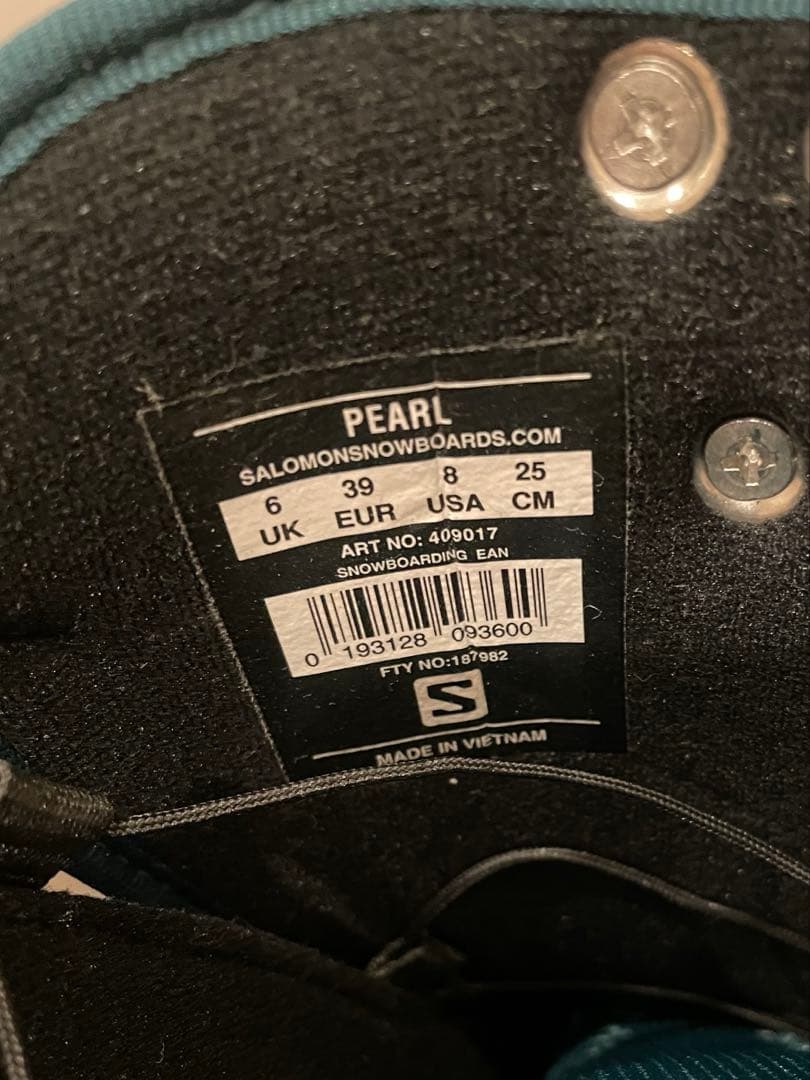 PEARL
SALOMONSNOWBOARDS.COM
6 39 8 25
UK EUR USA CM
ART NO: 409017
SNOWBOARDING EAN
0 193128 093600
FTY NO:187982
S
MADE IN VIETNAM